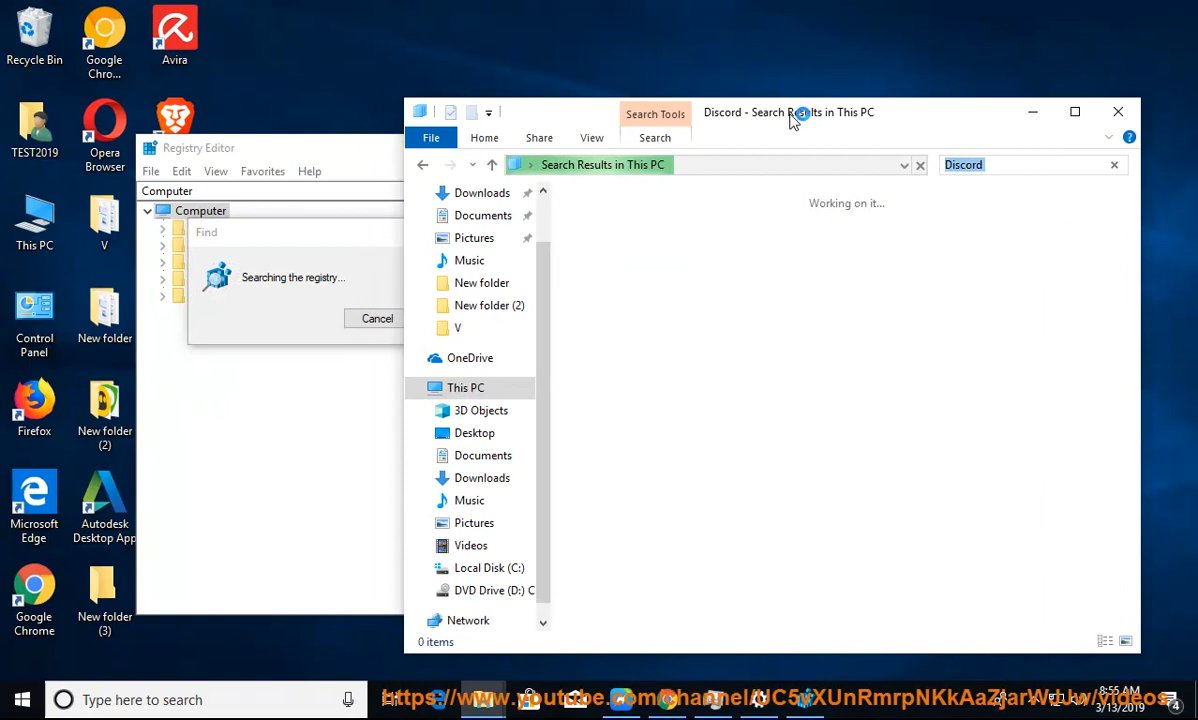 Recycle Bin
Google
Chro...
Avira
TEST2019
Opera
Browser
This PC
V
Control
Panel
New folder
Firefox
New folder
(2)
Microsoft
Edge
Autodesk
Desktop App
Google
Chrome
New folder
(3)
Registry Editor
File Edit View Favorites Help
Computer
Computer
Find
Searching the registry...
Cancel
Search Tools
Discord - Search Results in This PC
File Home Share View Search
Search Results in This PC
Discord
Working on it...
Downloads
Documents
Pictures
Music
New folder
New folder (2)
V
OneDrive
This PC
3D Objects
Desktop
Documents
Downloads
Music
Pictures
Videos
Local Disk (C:)
DVD Drive (D:) C
Network
0 items
Type here to search
8:55 AM
3/13/2019
4